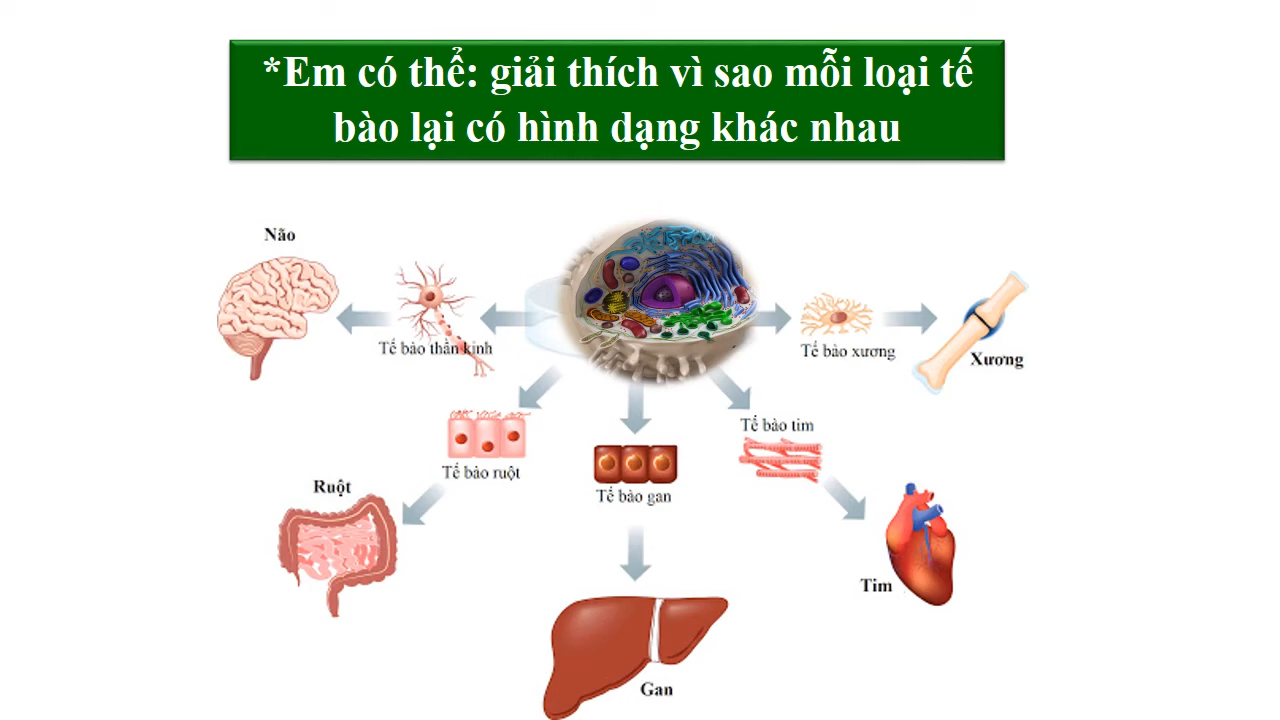 *Em có thể: giải thích vì sao mỗi loại tế
bào lại có hình dạng khác nhau
Não
Tế bào thần kinh
Tế bào xương
Xương
Tế bào tim
Tế bào ruột
Ruột
Tế bào gan
Tim
Gan